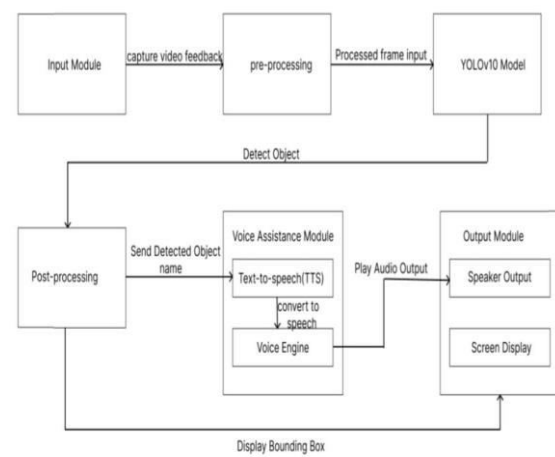 Input Module
capture video feedback
pre-processing
Processed frame input
YOLOv10 Model
Detect Object
Post-processing
Send Detected Object
name
Voice Assistance Module
Text-to-speech(TTS)
convert to
speech
Voice Engine
Play Audio Output
Output Module
Speaker Output
Screen Display
Display Bounding Box